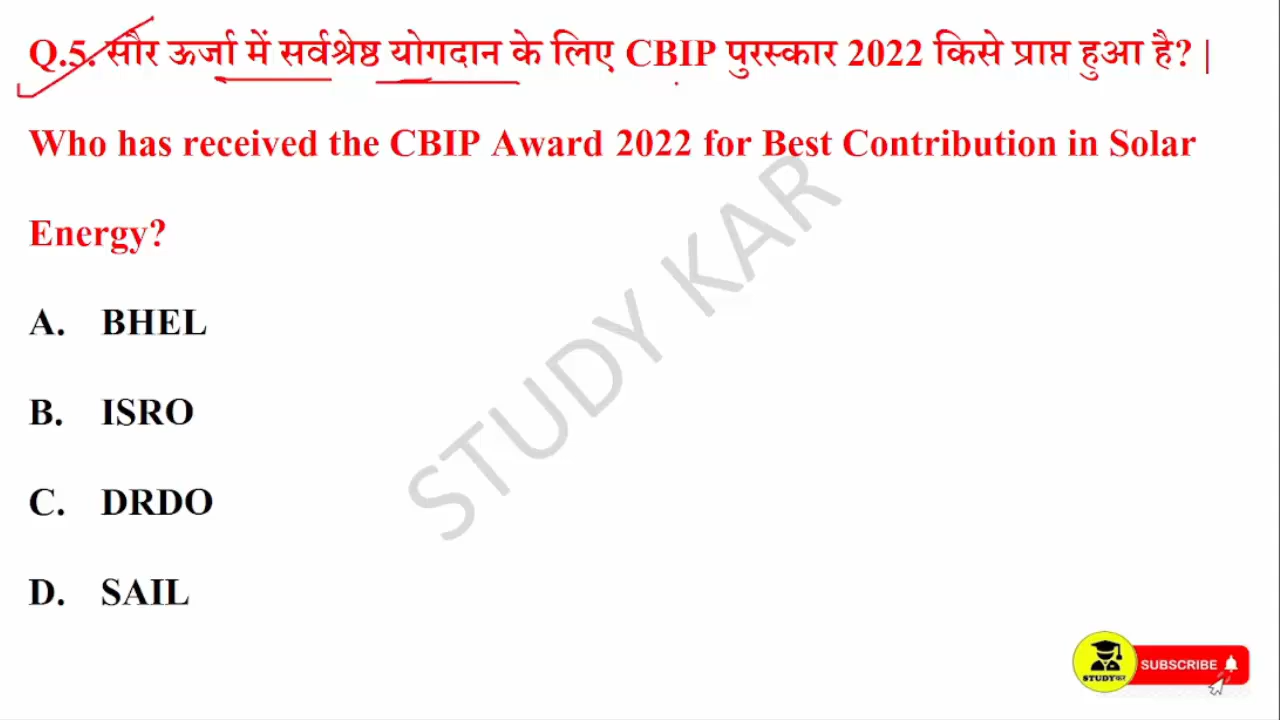 Q.5. सौर ऊर्जा में सर्वश्रेष्ठ योगदान के लिए CBIP पुरस्कार 2022 किसे प्राप्त हुआ है? |
Who has received the CBIP Award 2022 for Best Contribution in Solar
Energy?
A. BHEL
B. ISRO
C. DRDO
D. SAIL
STUDY KAR
STUDYकर
SUBSCRIBE